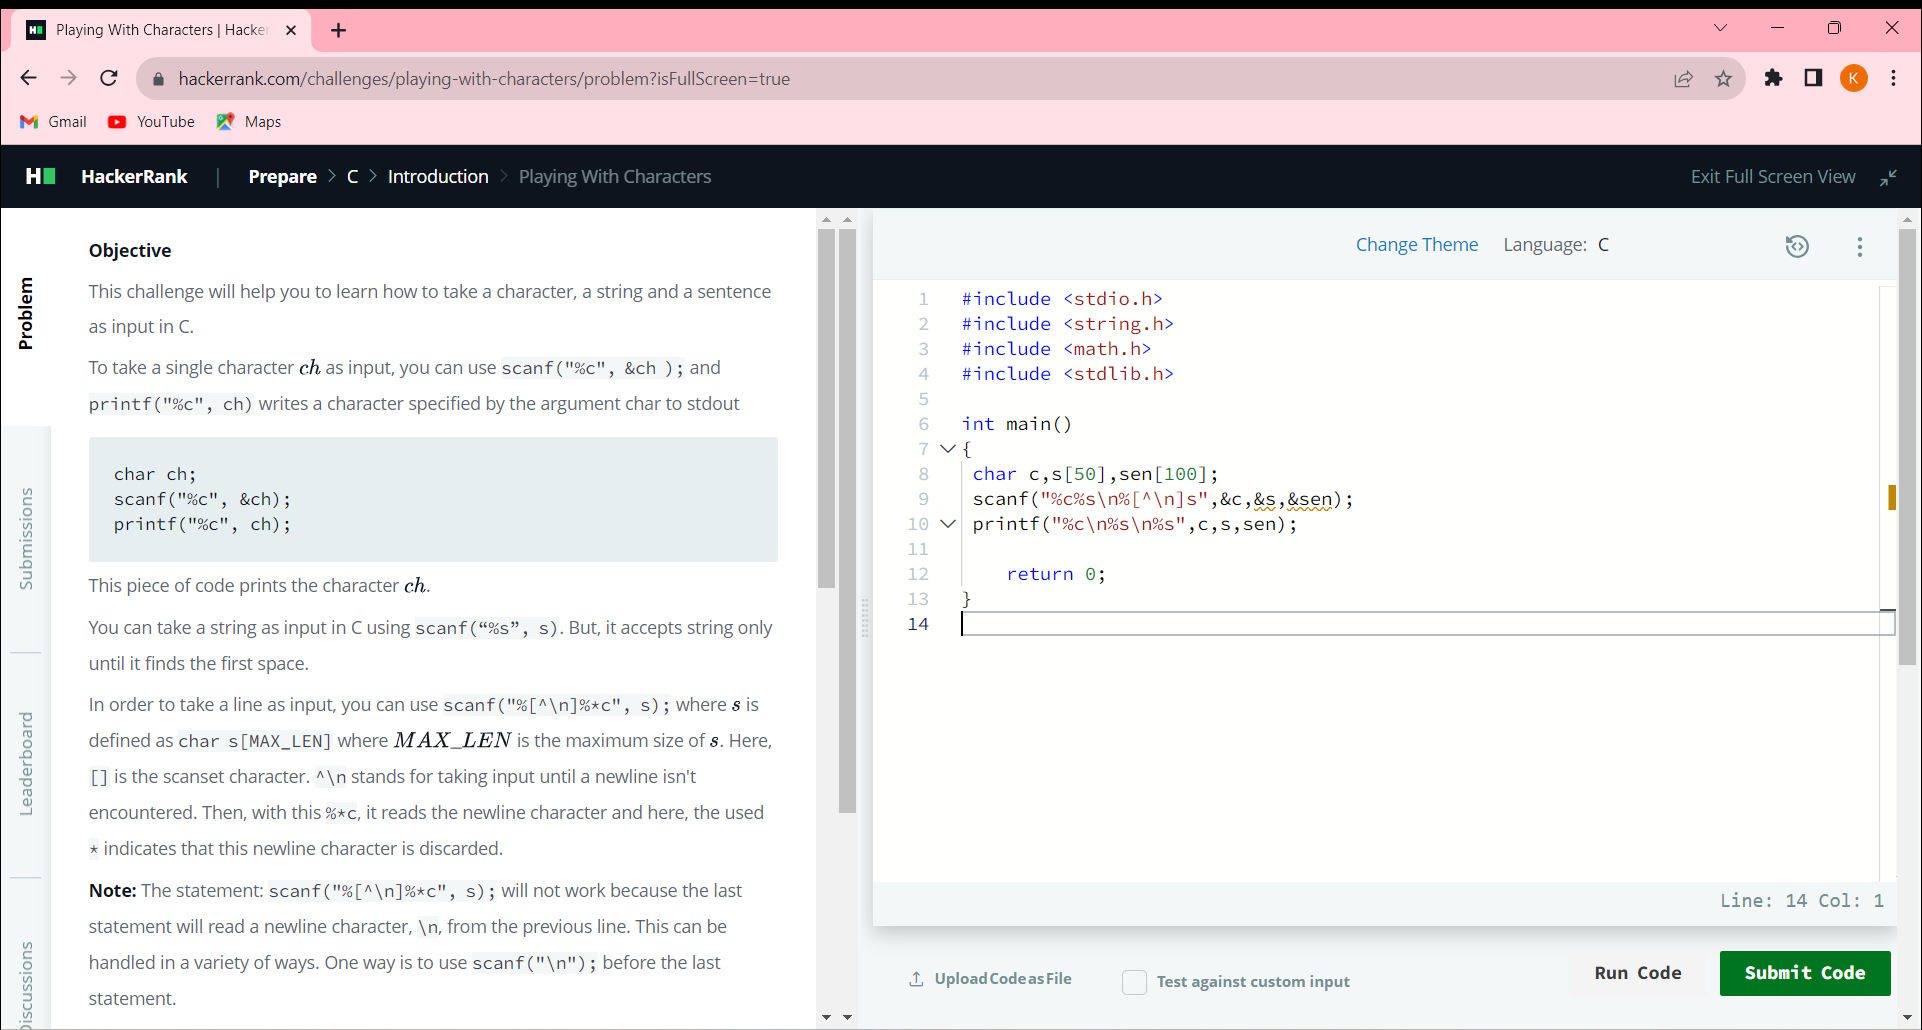 Playing With Characters | Hacker
hackerrank.com/challenges/playing-with-characters/problem?isFullScreen=true
K
Gmail YouTube Maps
HackerRank | Prepare > C > Introduction > Playing With Characters
Exit Full Screen View
Problem
Submissions
Leaderboard
Discussions
Objective
This challenge will help you to learn how to take a character, a string and a sentence
as input in C.
To take a single character ch as input, you can use scanf("%c", &ch ); and
printf("%c", ch) writes a character specified by the argument char to stdout
char ch;
scanf("%c", &ch);
printf("%c", ch);
This piece of code prints the character ch.
You can take a string as input in C using scanf(“%s”, s). But, it accepts string only
until it finds the first space.
In order to take a line as input, you can use scanf("%[^\n]%*c", s); where s is
defined as char s[MAX_LEN] where MAX_LEN is the maximum size of s. Here,
[] is the scanset character. ^\n stands for taking input until a newline isn't
encountered. Then, with this %*c, it reads the newline character and here, the used
* indicates that this newline character is discarded.
Note: The statement: scanf("%[^\n]%*c", s); will not work because the last
statement will read a newline character, \n, from the previous line. This can be
handled in a variety of ways. One way is to use scanf("\n"); before the last
statement.
Change Theme Language: C
1 #include <stdio.h>
2 #include <string.h>
3 #include <math.h>
4 #include <stdlib.h>
5
6 int main()
7 {
8 char c,s[50],sen[100];
9 scanf("%c%s\n%[^\n]s",&c,&s,&sen);
10 printf("%c\n%s\n%s",c,s,sen);
11
12 return 0;
13 }
14
Line: 14 Col: 1
Upload Code as File Test against custom input Run Code Submit Code